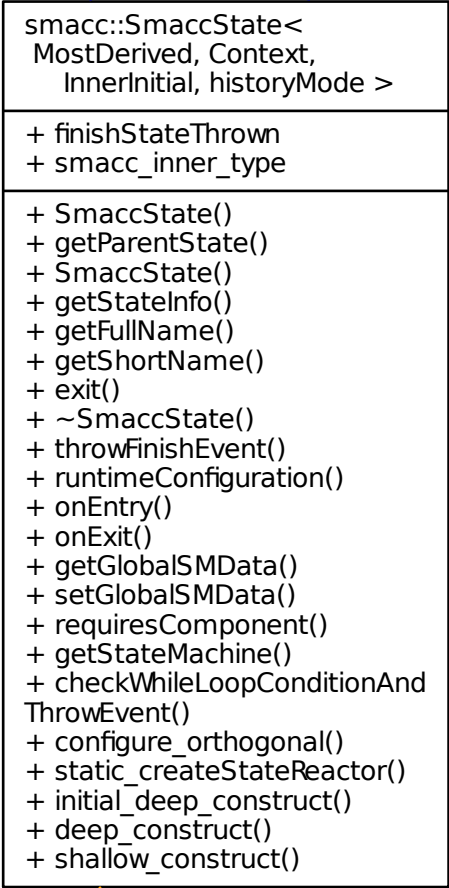 smacc::SmaccState<
MostDerived, Context,
InnerInitial, historyMode >
+ finishStateThrown
+ smacc_inner_type
+ SmaccState()
+ getParentState()
+ SmaccState()
+ getStateInfo()
+ getFullName()
+ getShortName()
+ exit()
+ ~SmaccState()
+ throwFinishEvent()
+ runtimeConfiguration()
+ onEntry()
+ onExit()
+ getGlobalSMData()
+ setGlobalSMData()
+ requiresComponent()
+ getStateMachine()
+ checkWhileLoopConditionAnd
ThrowEvent()
+ configure_orthogonal()
+ static_createStateReactor()
+ initial_deep_construct()
+ deep_construct()
+ shallow_construct()